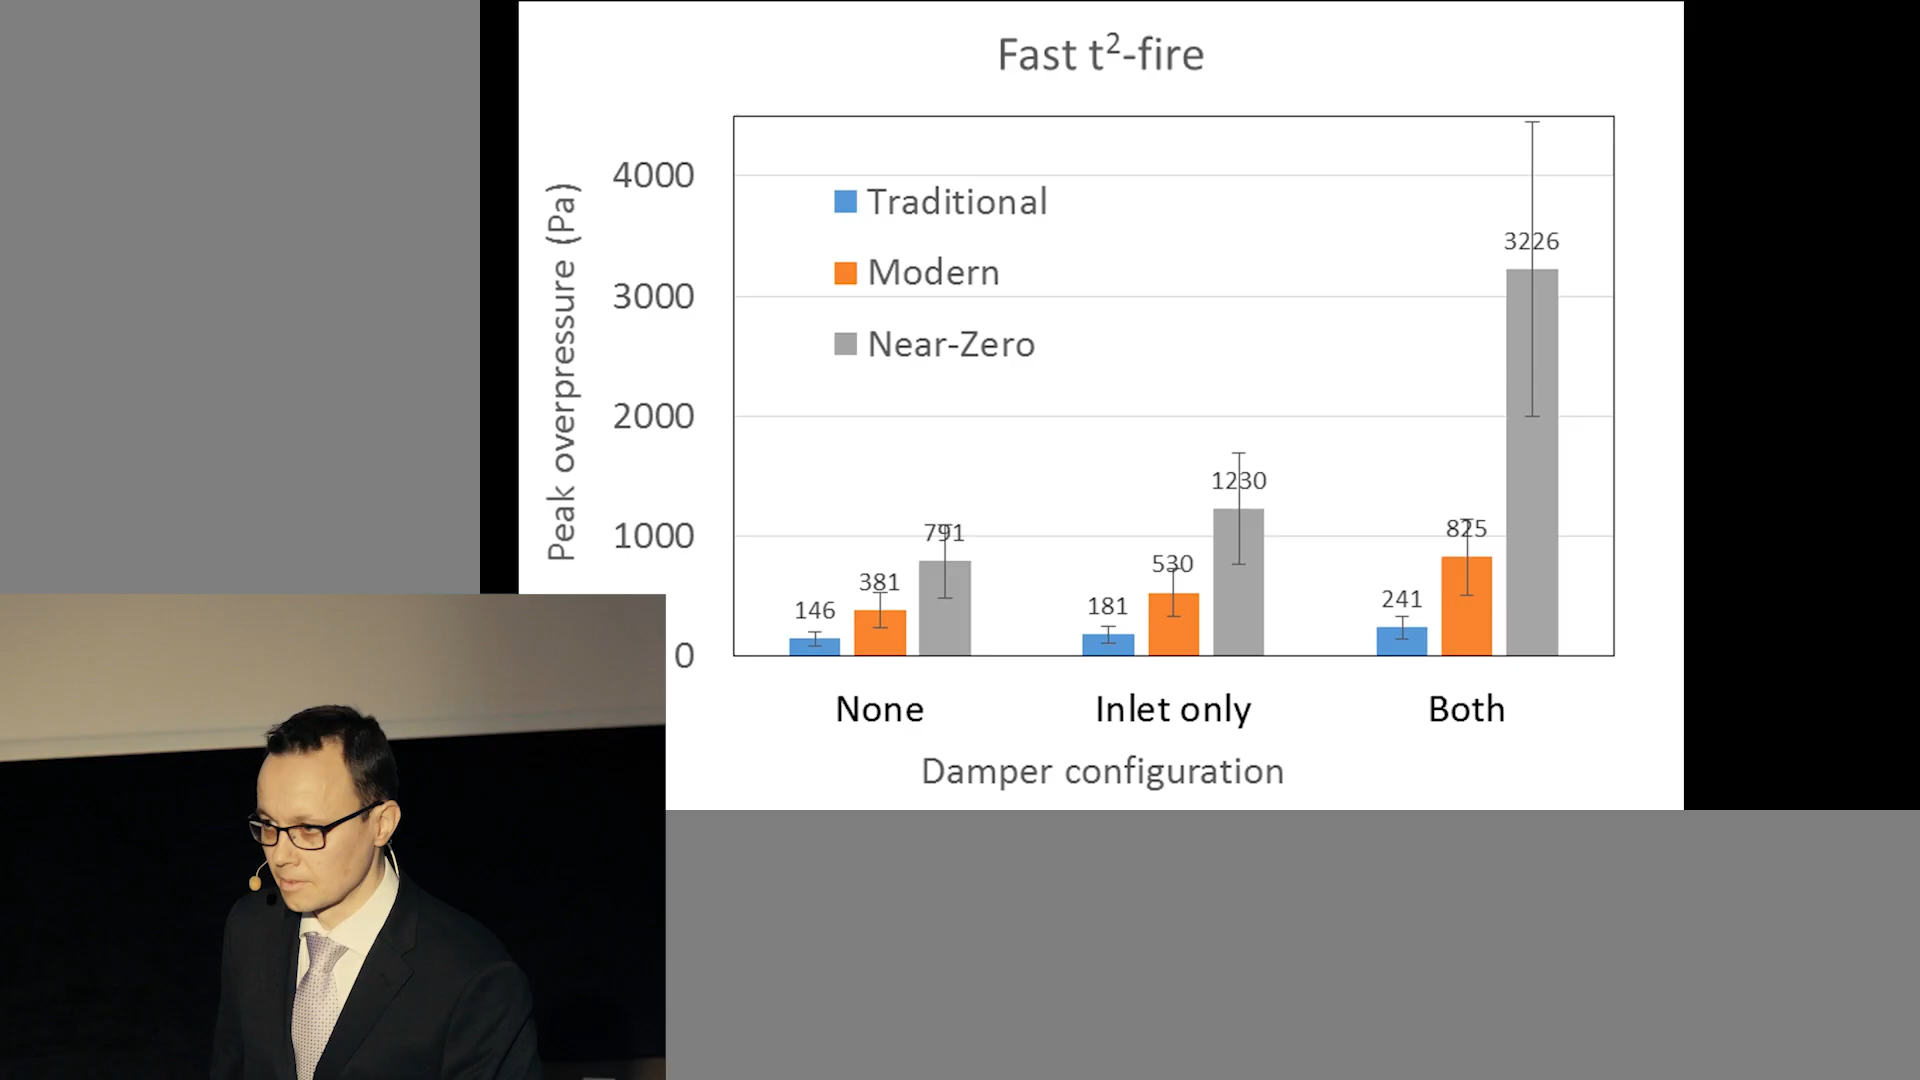 Fast t²-fire
Peak overpressure (Pa)
4000
3000
2000
1000
0
Traditional
Modern
Near-Zero
146
381
791
181
530
1230
241
825
3226
None
Inlet only
Both
Damper configuration